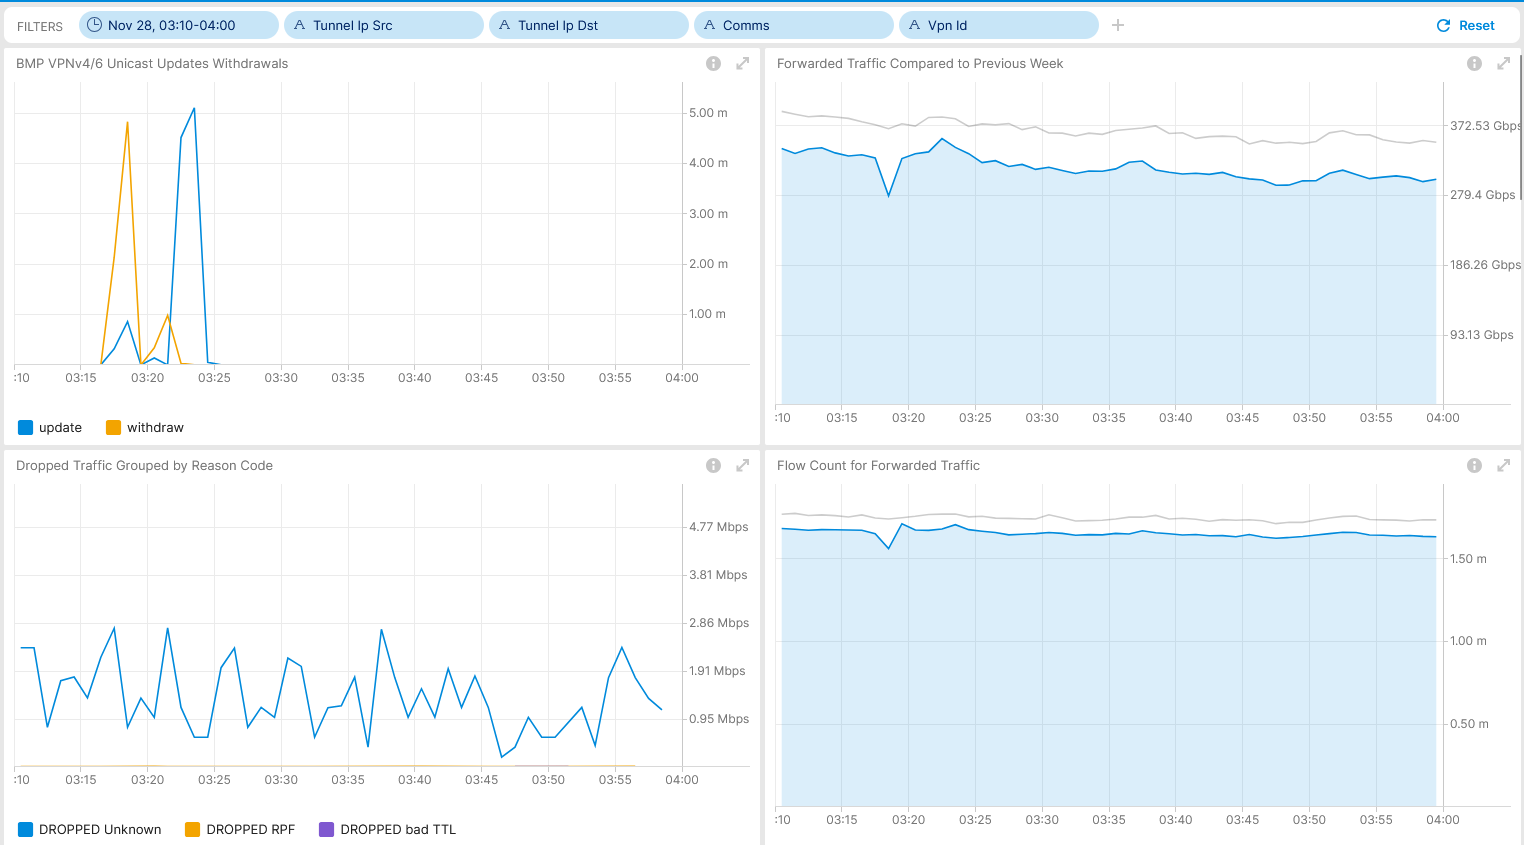 FILTERS Nov 28, 03:10-04:00 A Tunnel Ip Src A Tunnel Ip Dst A Comms A Vpn Id + Reset
BMP VPNv4/6 Unicast Updates Withdrawals
5.00 m
4.00 m
3.00 m
2.00 m
1.00 m
:10 03:15 03:20 03:25 03:30 03:35 03:40 03:45 03:50 03:55 04:00
update withdraw
Forwarded Traffic Compared to Previous Week
372.53 Gbps
279.4 Gbps
186.26 Gbps
93.13 Gbps
:10 03:15 03:20 03:25 03:30 03:35 03:40 03:45 03:50 03:55 04:00
Dropped Traffic Grouped by Reason Code
4.77 Mbps
3.81 Mbps
2.86 Mbps
1.91 Mbps
0.95 Mbps
:10 03:15 03:20 03:25 03:30 03:35 03:40 03:45 03:50 03:55 04:00
DROPPED Unknown DROPPED RPF DROPPED bad TTL
Flow Count for Forwarded Traffic
1.50 m
1.00 m
0.50 m
:10 03:15 03:20 03:25 03:30 03:35 03:40 03:45 03:50 03:55 04:00